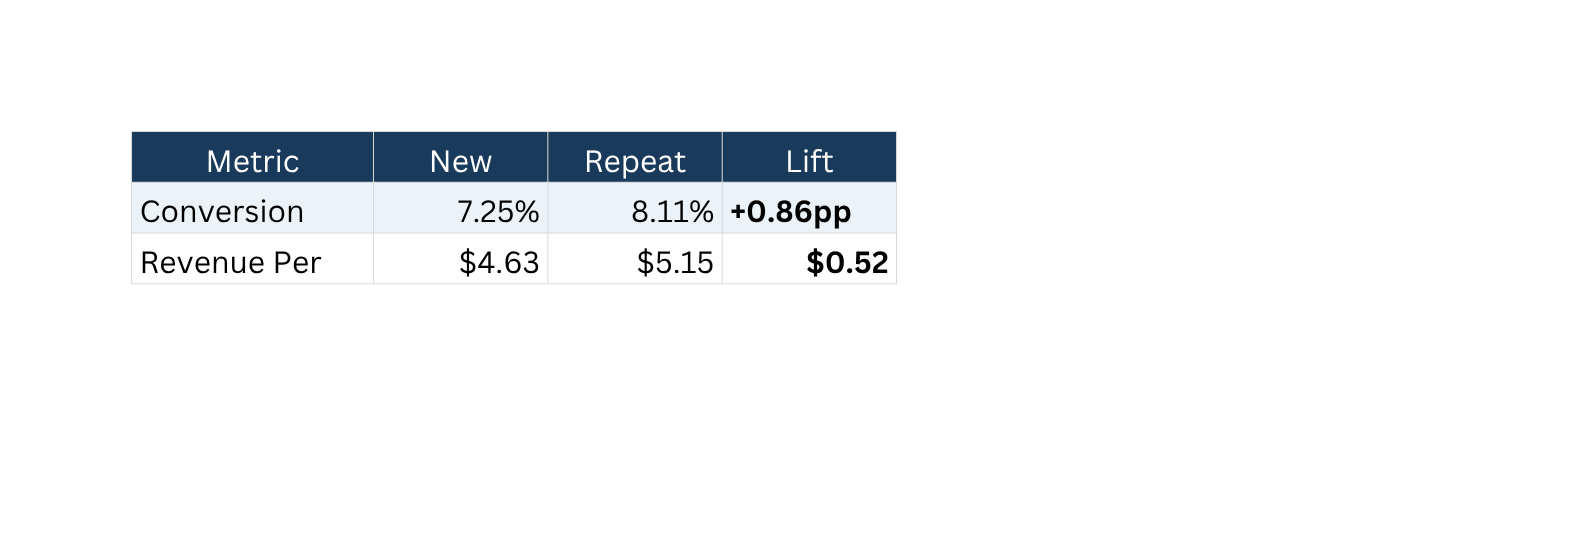 Metric New Repeat Lift
Conversion 7.25% 8.11% +0.86pp
Revenue Per $4.63 $5.15 $0.52